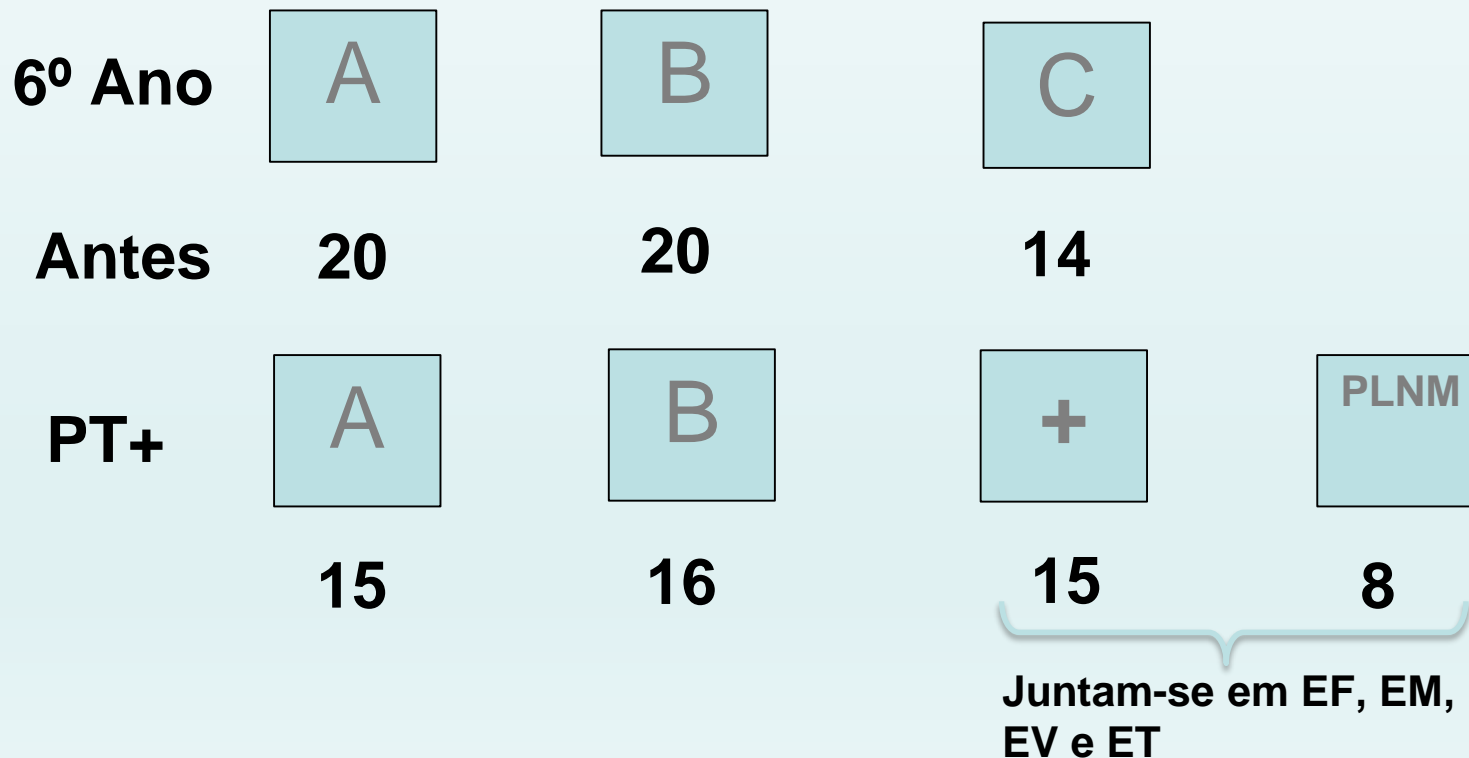 6º Ano A B C
Antes 20 20 14
PT+ A B + PLNM
15 16 15 8
Juntam-se em EF, EM,
EV e ET